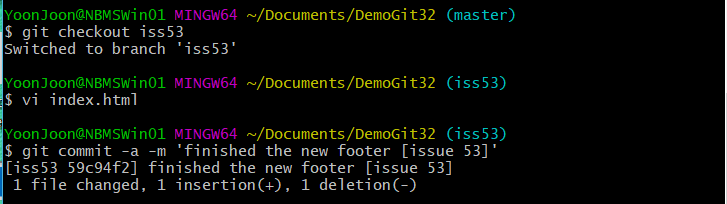 YoonJoon@NBMSWin01 MINGW64 ~/Documents/DemoGit32 (master)
$ git checkout iss53
Switched to branch 'iss53'
YoonJoon@NBMSWin01 MINGW64 ~/Documents/DemoGit32 (iss53)
$ vi index.html
YoonJoon@NBMSWin01 MINGW64 ~/Documents/DemoGit32 (iss53)
$ git commit -a -m 'finished the new footer [issue 53]'
[iss53 59c94f2] finished the new footer [issue 53]
 1 file changed, 1 insertion(+), 1 deletion(-)